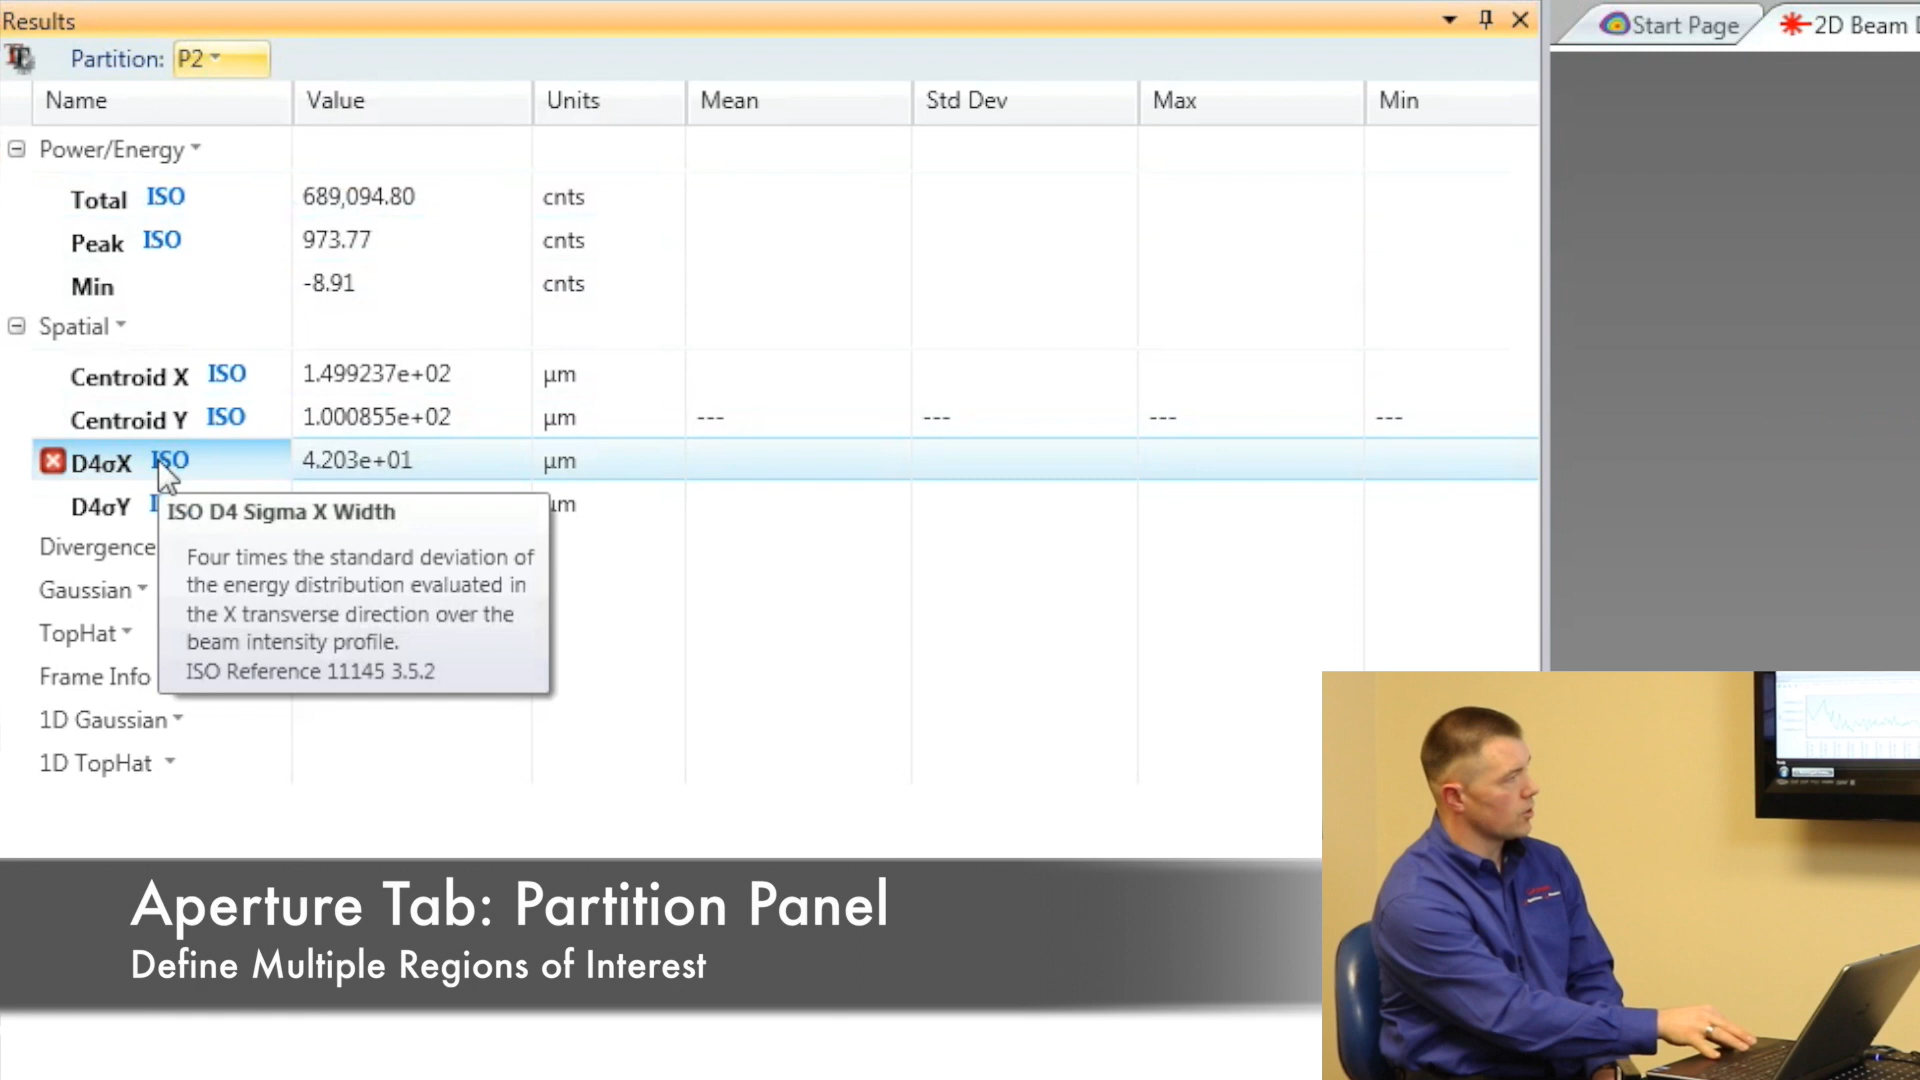 Results
Start Page
2D Beam D
Partition: P2
Name Value Units Mean Std Dev Max Min
Power/Energy
Total ISO 689,094.80 cnts
Peak ISO 973.77 cnts
Min -8.91 cnts
Spatial
Centroid X ISO 1.499237e+02 µm
Centroid Y ISO 1.000855e+02 µm --- --- --- ---
D4σX ISO 4.203e+01 µm
D4σY I µm
ISO D4 Sigma X Width
Four times the standard deviation of
the energy distribution evaluated in
the X transverse direction over the
beam intensity profile.
ISO Reference 11145 3.5.2
Divergence
Gaussian
TopHat
Frame Info
1D Gaussian
1D TopHat
Aperture Tab: Partition Panel
Define Multiple Regions of Interest